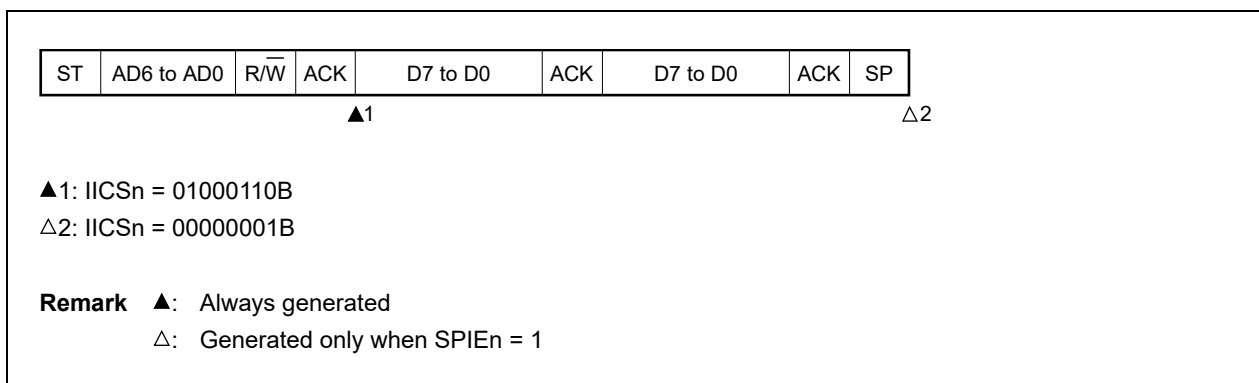 ST AD6 to AD0 R/W̅ ACK D7 to D0 ACK D7 to D0 ACK SP
▲1 △2
▲1: IICSn = 01000110B
△2: IICSn = 00000001B
Remark ▲: Always generated
△: Generated only when SPIEn = 1